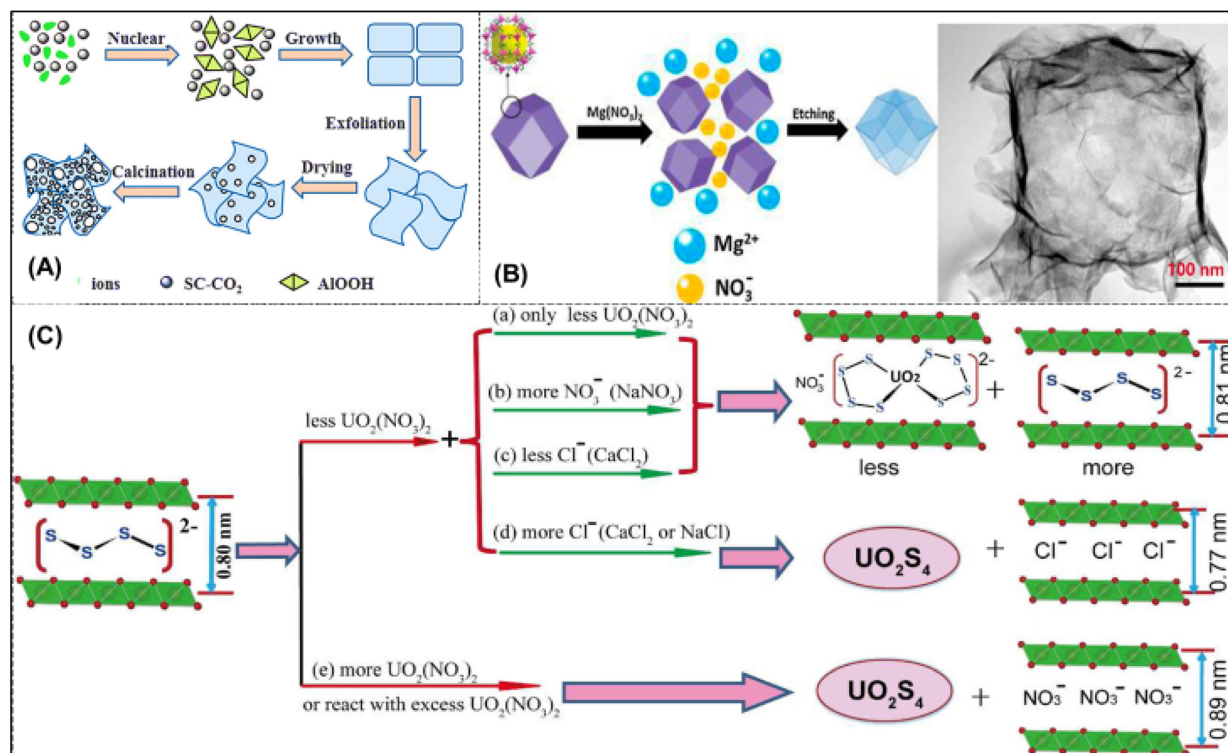 Nuclear
Growth
Exfoliation
Drying
Calcination
(A)
ions
SC-CO₂
AlOOH
Mg(NO₃)₂
Etching
Mg²⁺
NO₃⁻
(B)
100 nm
(C)
[S S S S]²⁻
0.80 nm
less UO₂(NO₃)₂
+
(a) only less UO₂(NO₃)₂
(b) more NO₃⁻ (NaNO₃)
(c) less Cl⁻(CaCl₂)
(d) more Cl⁻(CaCl₂ or NaCl)
(e) more UO₂(NO₃)₂
or react with excess UO₂(NO₃)₂
NO₃⁻ [S S S S UO₂ S S S S]²⁻
less
+
[S S S S]²⁻
more
0.81 nm
UO₂S₄
+
Cl⁻ Cl⁻ Cl⁻
0.77 nm
UO₂S₄
+
NO₃⁻ NO₃⁻ NO₃⁻
0.89 nm